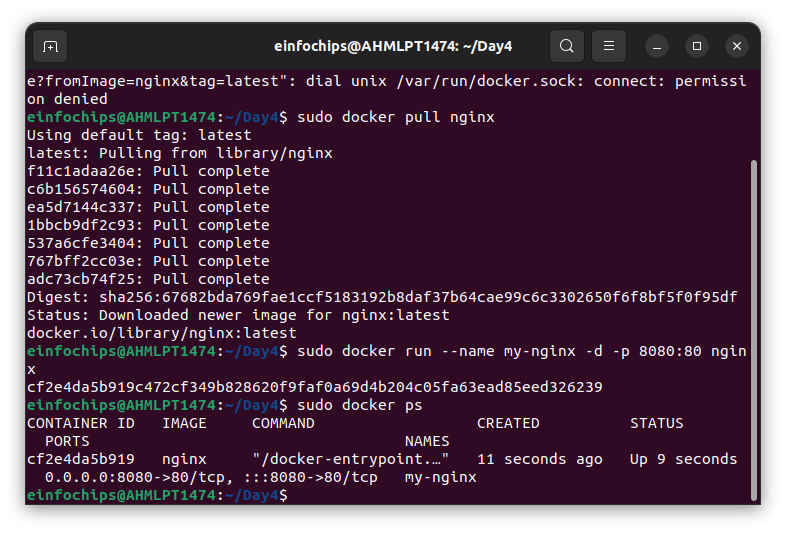 einfochips@AHMLPT1474: ~/Day4
e?fromImage=nginx&tag=latest": dial unix /var/run/docker.sock: connect: permissi
on denied
einfochips@AHMLPT1474:~/Day4$ sudo docker pull nginx
Using default tag: latest
latest: Pulling from library/nginx
f11c1adaa26e: Pull complete
c6b156574604: Pull complete
ea5d7144c337: Pull complete
1bbcb9df2c93: Pull complete
537a6cfe3404: Pull complete
767bff2cc03e: Pull complete
adc73cb74f25: Pull complete
Digest: sha256:67682bda769fae1ccf5183192b8daf37b64cae99c6c3302650f6f8bf5f0f95df
Status: Downloaded newer image for nginx:latest
docker.io/library/nginx:latest
einfochips@AHMLPT1474:~/Day4$ sudo docker run --name my-nginx -d -p 8080:80 ngin
x
cf2e4da5b919c472cf349b828620f9faf0a69d4b204c05fa63ead85eed326239
einfochips@AHMLPT1474:~/Day4$ sudo docker ps
CONTAINER ID   IMAGE     COMMAND                  CREATED          STATUS
  PORTS                                   NAMES
cf2e4da5b919   nginx     "/docker-entrypoint.…"   11 seconds ago   Up 9 seconds
  0.0.0.0:8080->80/tcp, :::8080->80/tcp   my-nginx
einfochips@AHMLPT1474:~/Day4$